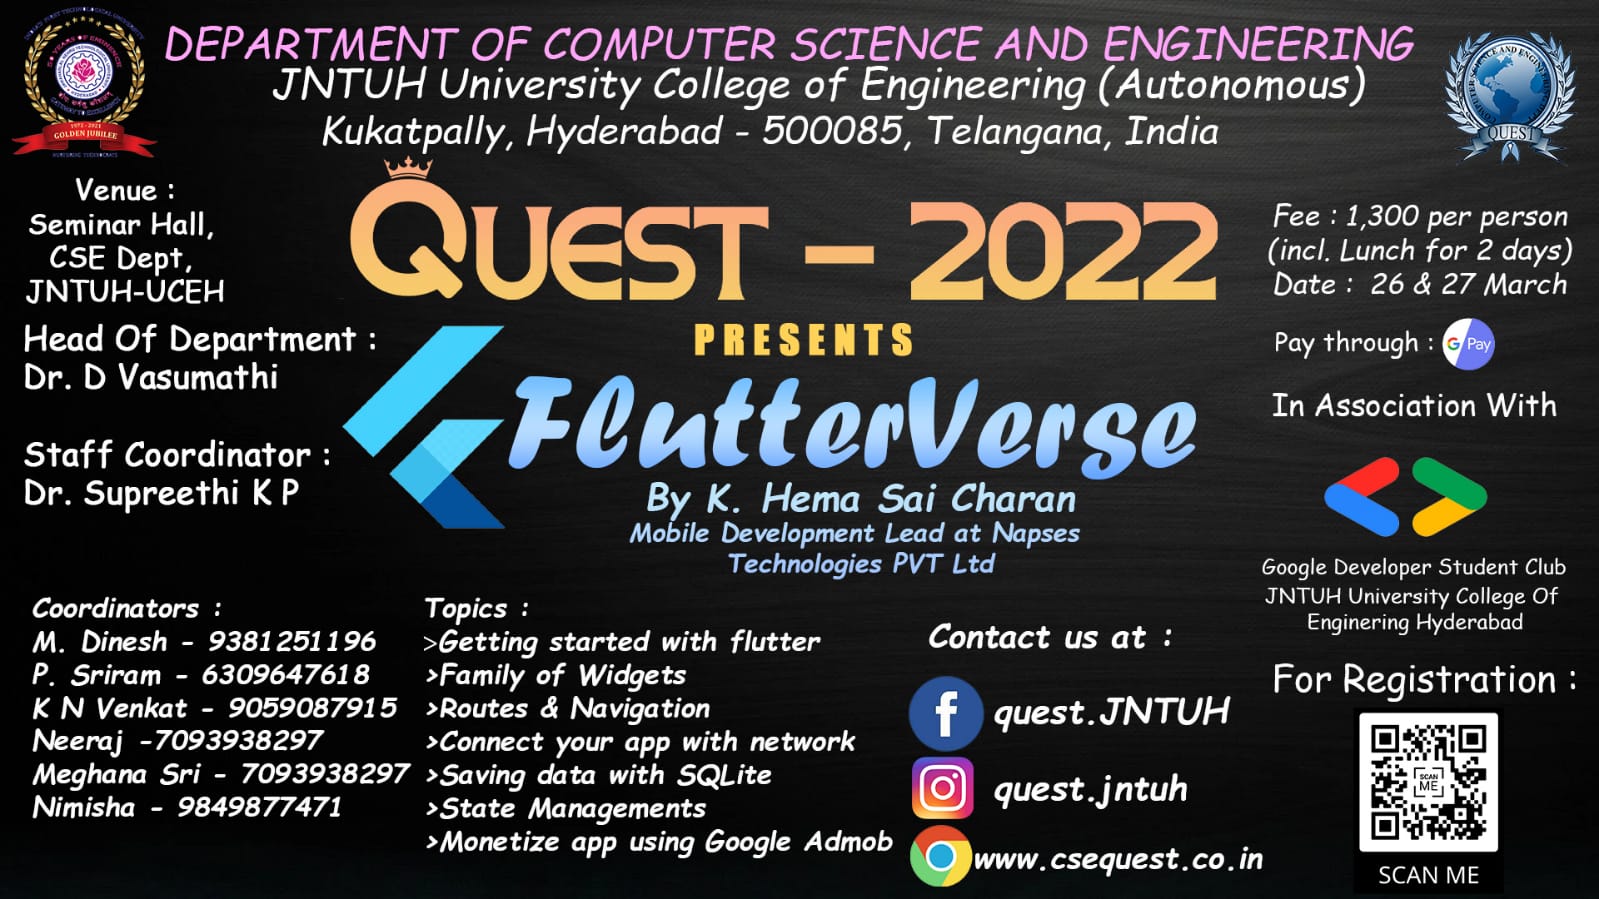 DEPARTMENT OF COMPUTER SCIENCE AND ENGINEERING
JNTUH University College of Engineering (Autonomous)
Kukatpally, Hyderabad - 500085, Telangana, India
GOLDEN JUBILEE
QUEST
Venue :
Seminar Hall,
CSE Dept,
JNTUH-UCEH
Head Of Department :
Dr. D Vasumathi
Staff Coordinator :
Dr. Supreethi K P
QUEST - 2022
PRESENTS
FlutterVerse
By K. Hema Sai Charan
Mobile Development Lead at Napses
Technologies PVT Ltd
Fee : 1,300 per person
(incl. Lunch for 2 days)
Date : 26 & 27 March
Pay through : G Pay
In Association With
Google Developer Student Club
JNTUH University College Of
Enginering Hyderabad
Coordinators :
M. Dinesh - 9381251196
P. Sriram - 6309647618
K N Venkat - 9059087915
Neeraj -7093938297
Meghana Sri - 7093938297
Nimisha - 9849877471
Topics :
>Getting started with flutter
>Family of Widgets
>Routes & Navigation
>Connect your app with network
>Saving data with SQLite
>State Managements
>Monetize app using Google Admob
Contact us at :
quest.JNTUH
quest.jntuh
www.csequest.co.in
For Registration :
SCAN
ME
SCAN ME